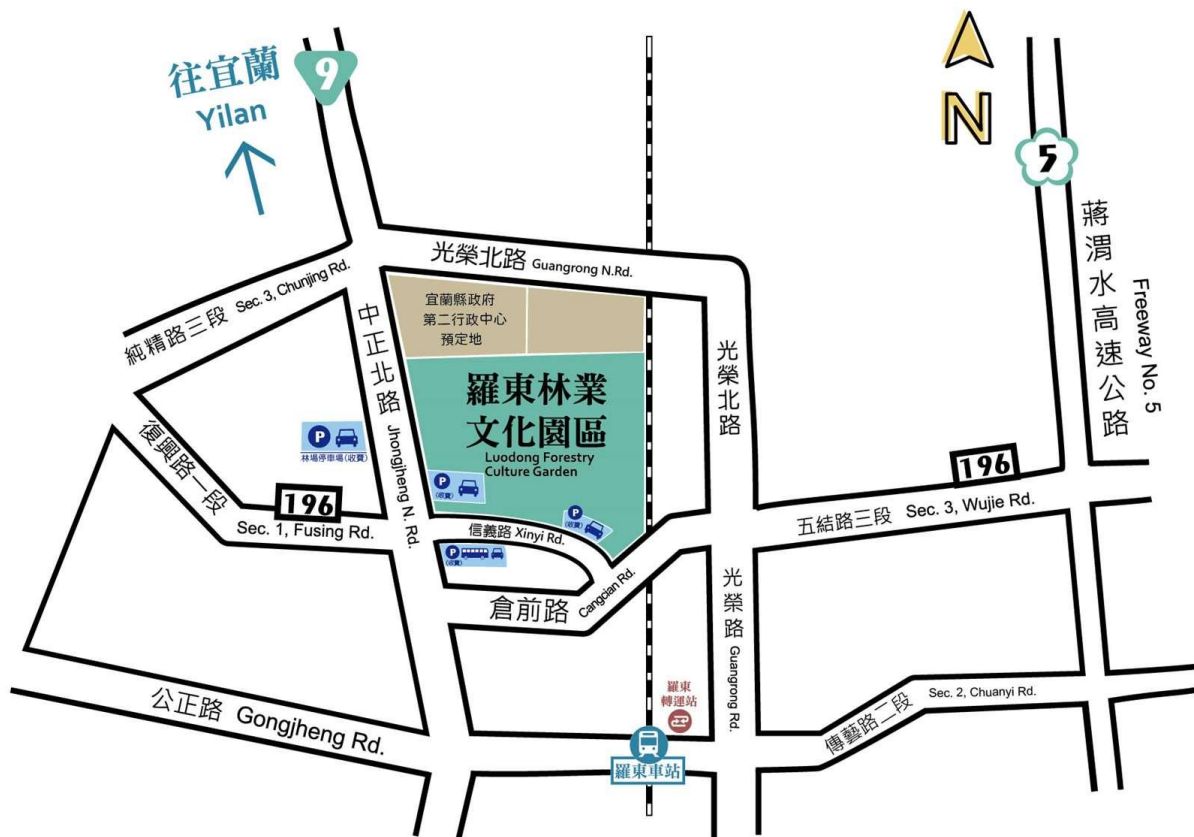 往宜蘭
Yilan
9
N
5
蔣渭水高速公路
Freeway No. 5
光榮北路 Guangrong N.Rd.
純精路三段 Sec. 3, Chunjing Rd.
中正北路 Jhongjheng N. Rd.
宜蘭縣政府
第二行政中心
預定地
羅東林業
文化園區
Luodong Forestry
Culture Garden
光榮北路
復興路一段
P
林場停車場(收費)
P
(收費)
P
(收費)
196
Sec. 1, Fusing Rd.
信義路 Xinyi Rd.
P
(收費)
196
五結路三段 Sec. 3, Wujie Rd.
倉前路 Cangcian Rd.
光榮路 Guangrong Rd.
羅東
轉運站
羅東車站
公正路 Gongjheng Rd.
傳藝路二段 Sec. 2, Chuanyi Rd.